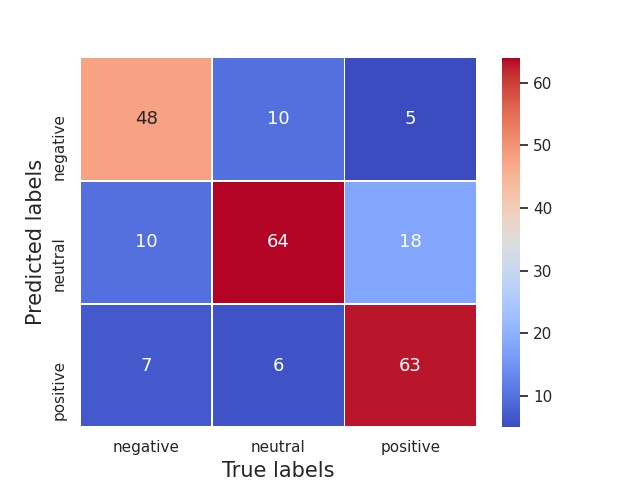 48 10 5
10 64 18
7 6 63
negative
neutral
positive
Predicted labels
negative neutral positive
True labels
60
50
40
30
20
10